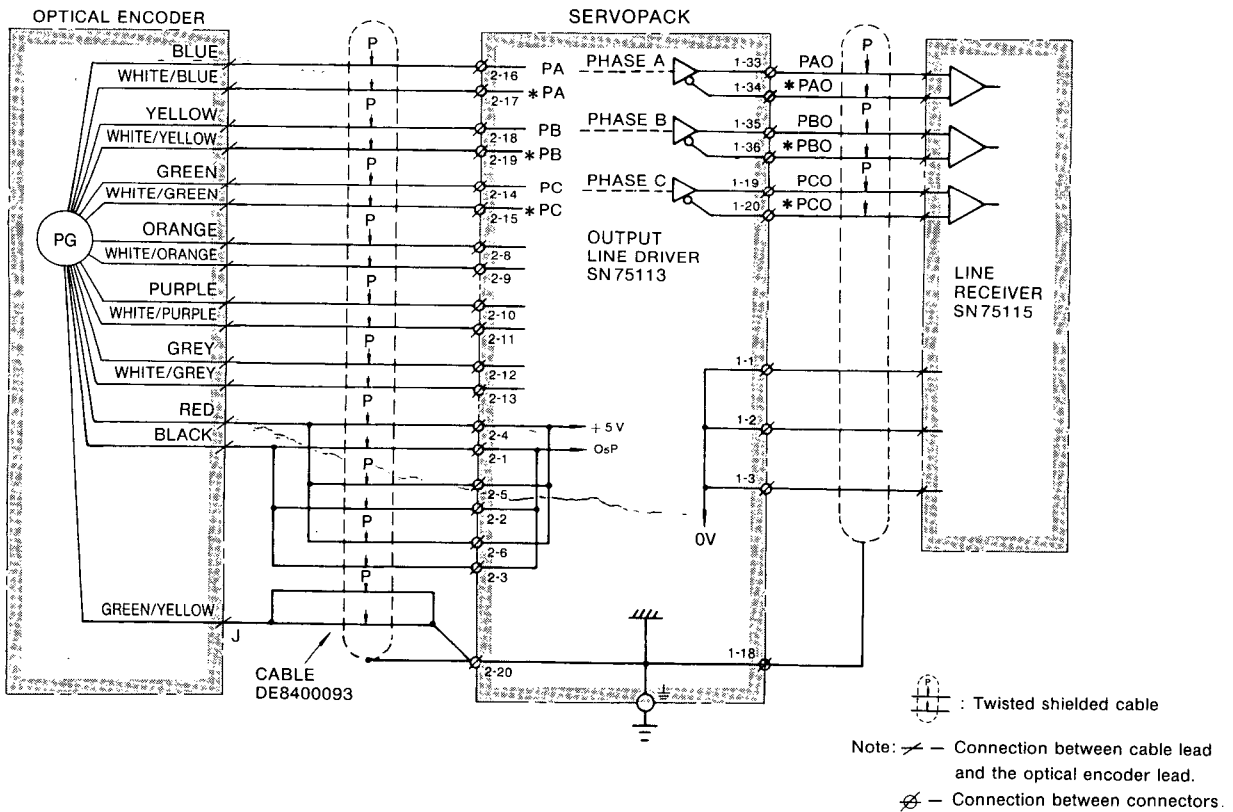 OPTICAL ENCODER
SERVOPACK
BLUE
WHITE/BLUE
YELLOW
WHITE/YELLOW
GREEN
WHITE/GREEN
ORANGE
WHITE/ORANGE
PURPLE
WHITE/PURPLE
GREY
WHITE/GREY
RED
BLACK
GREEN/YELLOW
PG
J
P
P
P
P
P
P
P
P
P
P
CABLE
DE8400093
2-16 PA
2-17 *PA
2-18 PB
2-19 *PB
2-14 PC
2-15 *PC
2-8
2-9
2-10
2-11
2-12
2-13
2-4 +5V
2-1 OsP
2-5
2-2
2-6
2-3
2-20
PHASE A
PHASE B
PHASE C
OUTPUT
LINE DRIVER
SN75113
1-33 PAO
1-34 *PAO
1-35 PBO
1-36 *PBO
1-19 PCO
1-20 *PCO
P
P
P
1-1
1-2
1-3
0V
1-18
LINE
RECEIVER
SN75115
P
: Twisted shielded cable
Note: — Connection between cable lead
and the optical encoder lead.
— Connection between connectors.